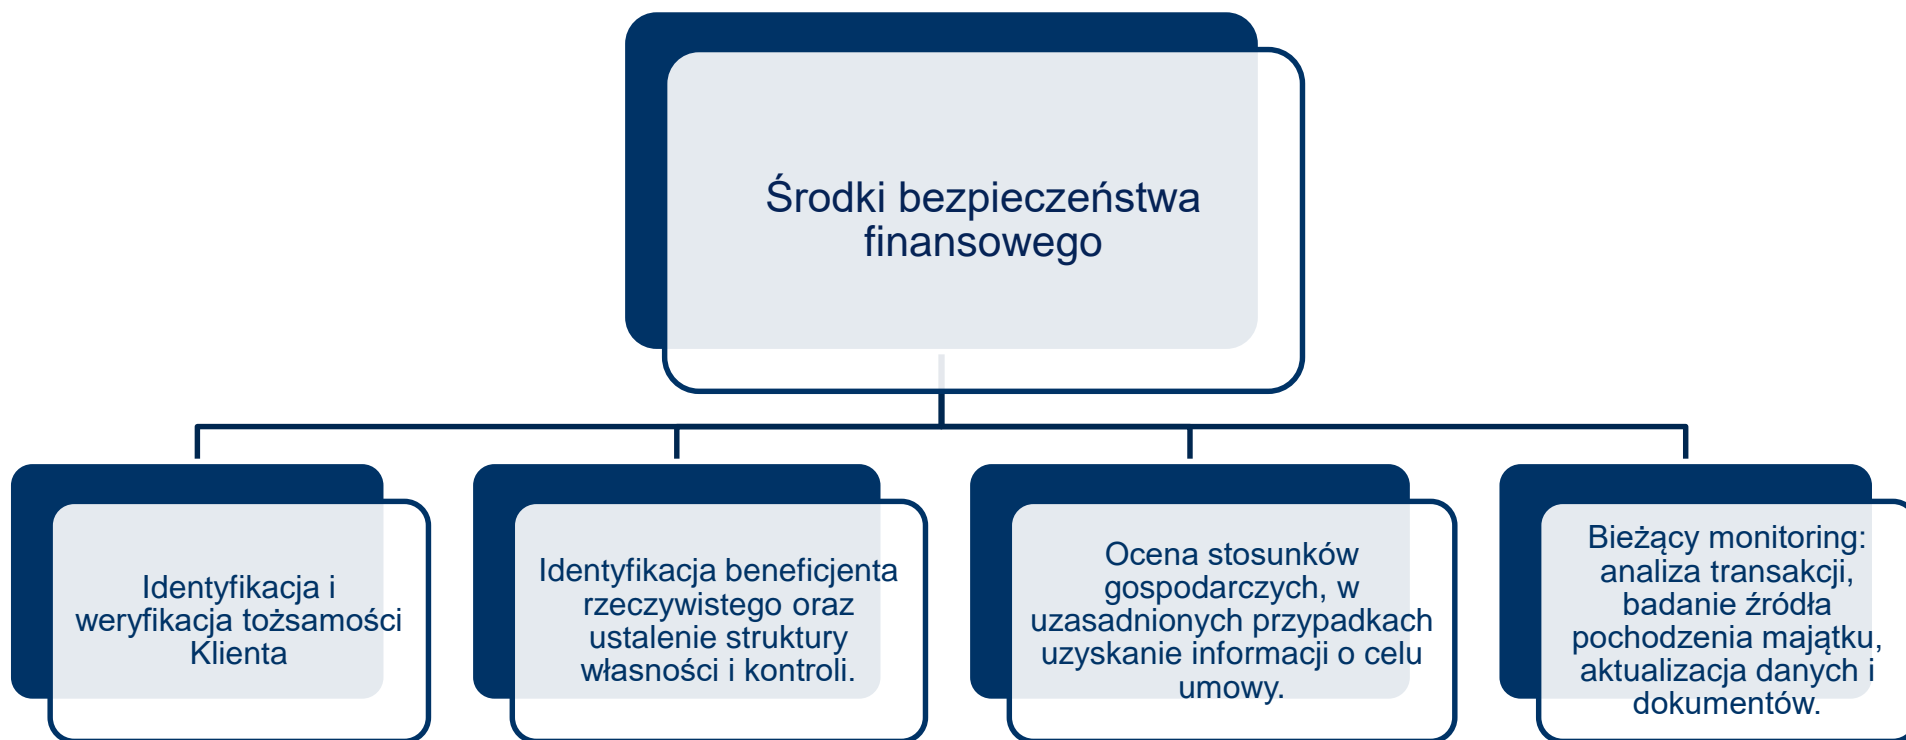 Środki bezpieczeństwa
finansowego
Identyfikacja i
weryfikacja tożsamości
Klienta
Identyfikacja beneficjenta
rzeczywistego oraz
ustalenie struktury
własności i kontroli.
Ocena stosunków
gospodarczych, w
uzasadnionych przypadkach
uzyskanie informacji o celu
umowy.
Bieżący monitoring:
analiza transakcji,
badanie źródła
pochodzenia majątku,
aktualizacja danych i
dokumentów.